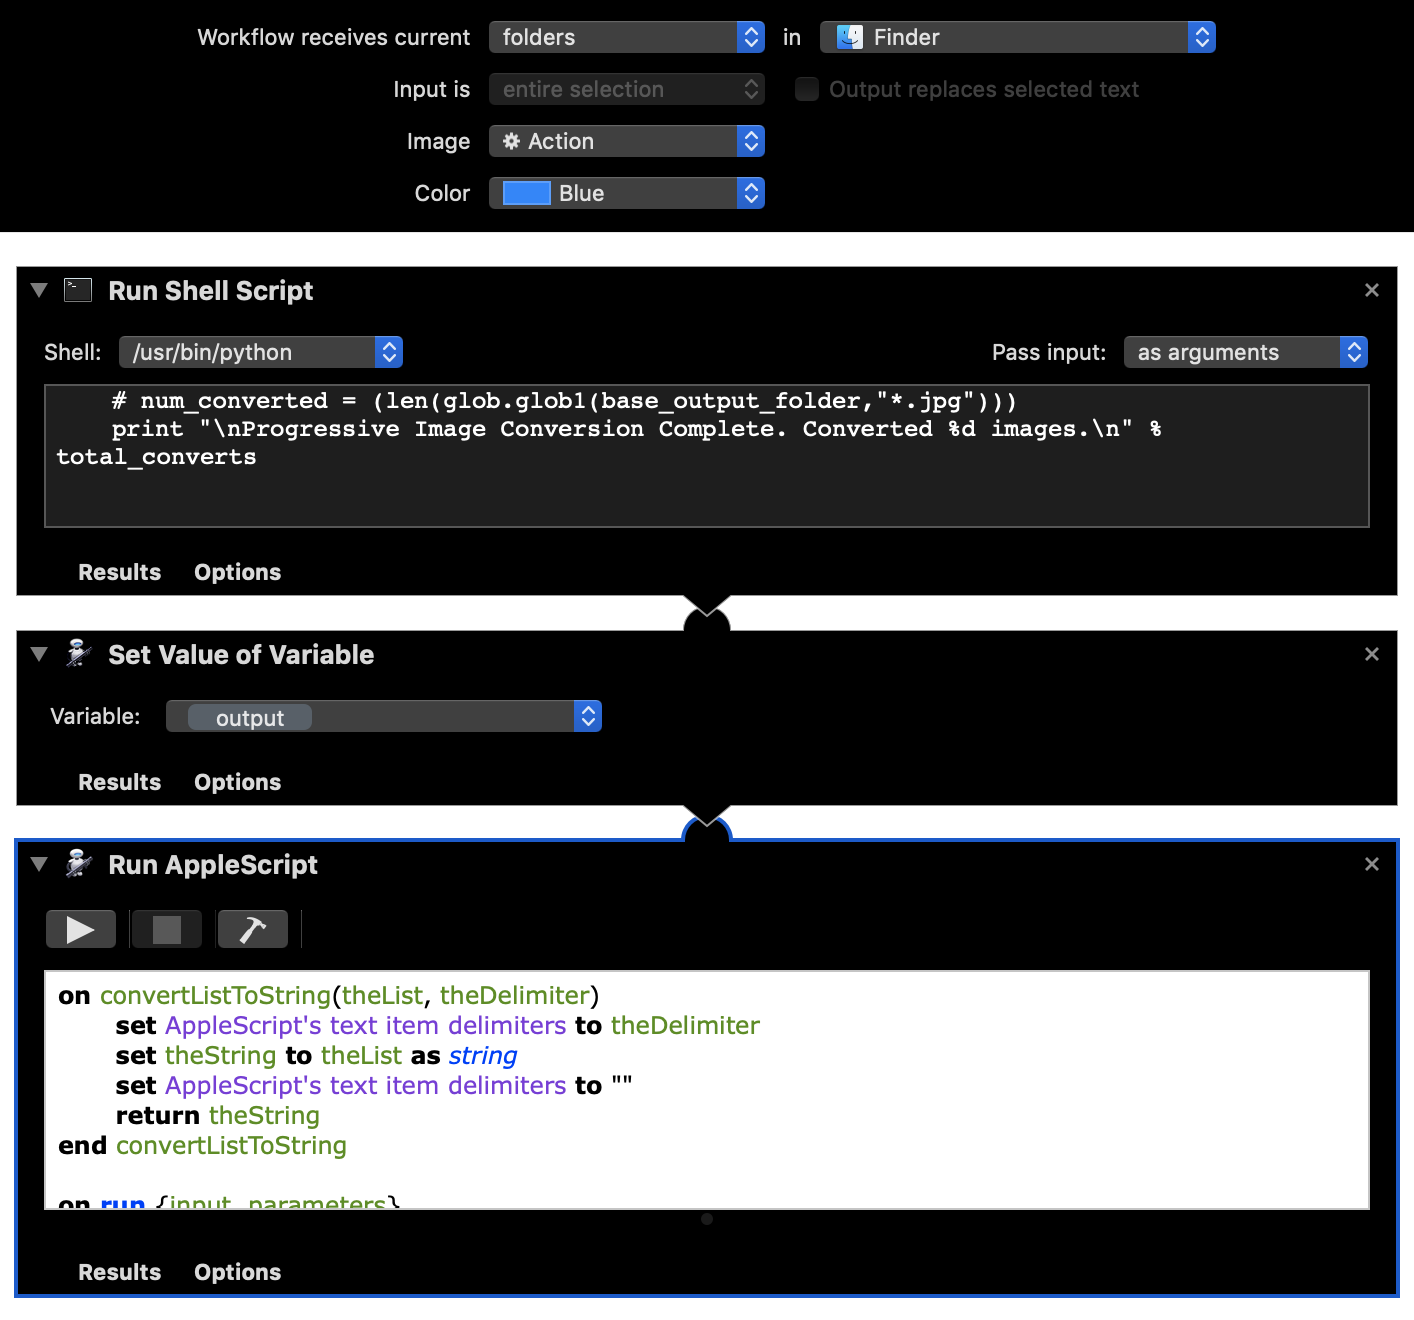 Workflow receives current folders in Finder
Input is entire selection Output replaces selected text
Image Action
Color Blue
Run Shell Script
Shell: /usr/bin/python Pass input: as arguments
# num_converted = (len(glob.glob1(base_output_folder,"*.jpg")))
print "\nProgressive Image Conversion Complete. Converted %d images.\n" %
total_converts
Results Options
Set Value of Variable
Variable: output
Results Options
Run AppleScript
on convertListToString(theList, theDelimiter)
set AppleScript's text item delimiters to theDelimiter
set theString to theList as string
set AppleScript's text item delimiters to ""
return theString
end convertListToString
on run {input, parameters}
Results Options